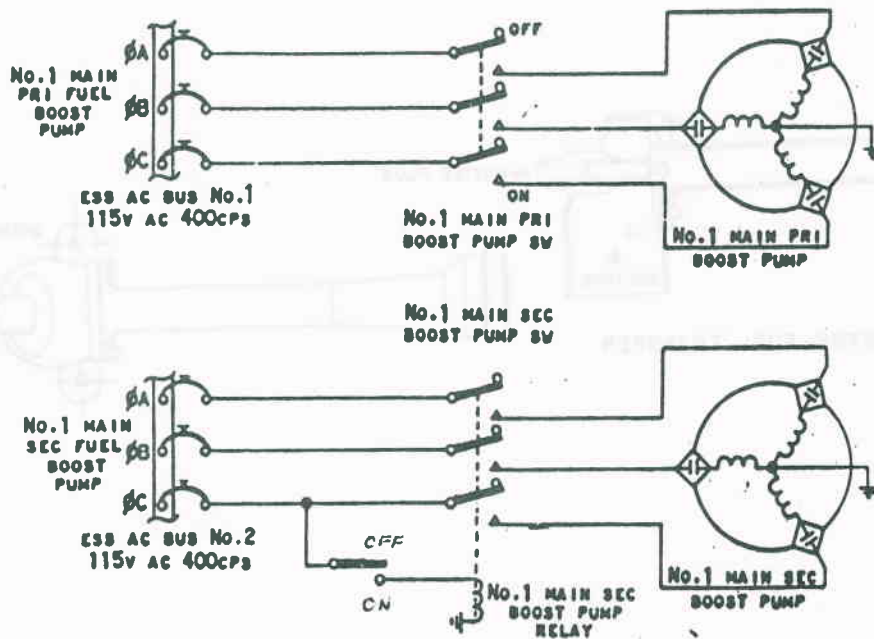 OFF
ØA
No.1 MAIN
PRI FUEL
BOOST
PUMP
ØB
ØC
ESS AC BUS No.1
115V AC 400CPS
ON
No.1 MAIN PRI
BOOST PUMP SW
No.1 MAIN PRI
BOOST PUMP
No.1 MAIN SEC
BOOST PUMP SW
ØA
No.1 MAIN
SEC FUEL
BOOST
PUMP
ØB
ØC
ESS AC BUS No.2
115V AC 400CPS
OFF
ON
No.1 MAIN SEC
BOOST PUMP
RELAY
No.1 MAIN SEC
BOOST PUMP